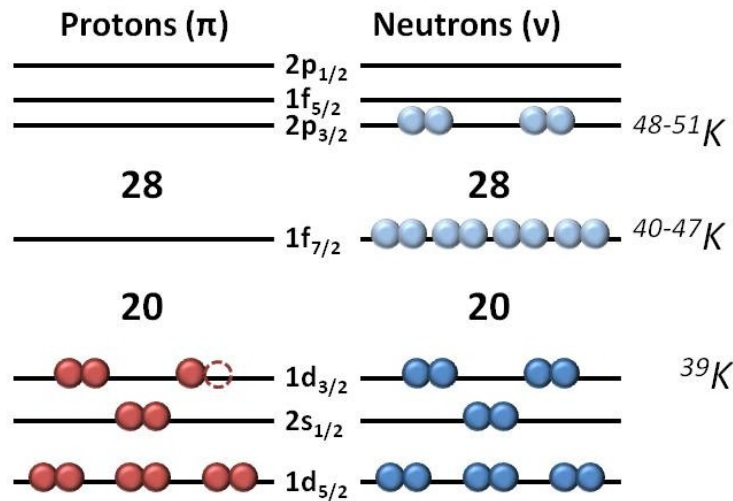 Protons (π) Neutrons (ν)
2p1/2
1f5/2
2p3/2 48-51K
28 28
1f7/2 40-47K
20 20
1d3/2 39K
2s1/2
1d5/2